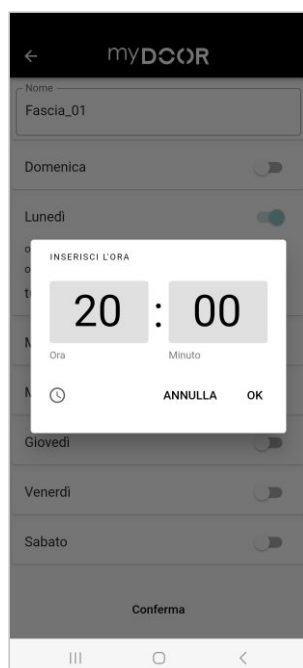 myDOOR
Nome
Fascia_01
Domenica
Lunedì
INSERISCI L'ORA
20 : 00
Ora Minuto
ANNULLA OK
Giovedì
Venerdì
Sabato
Conferma